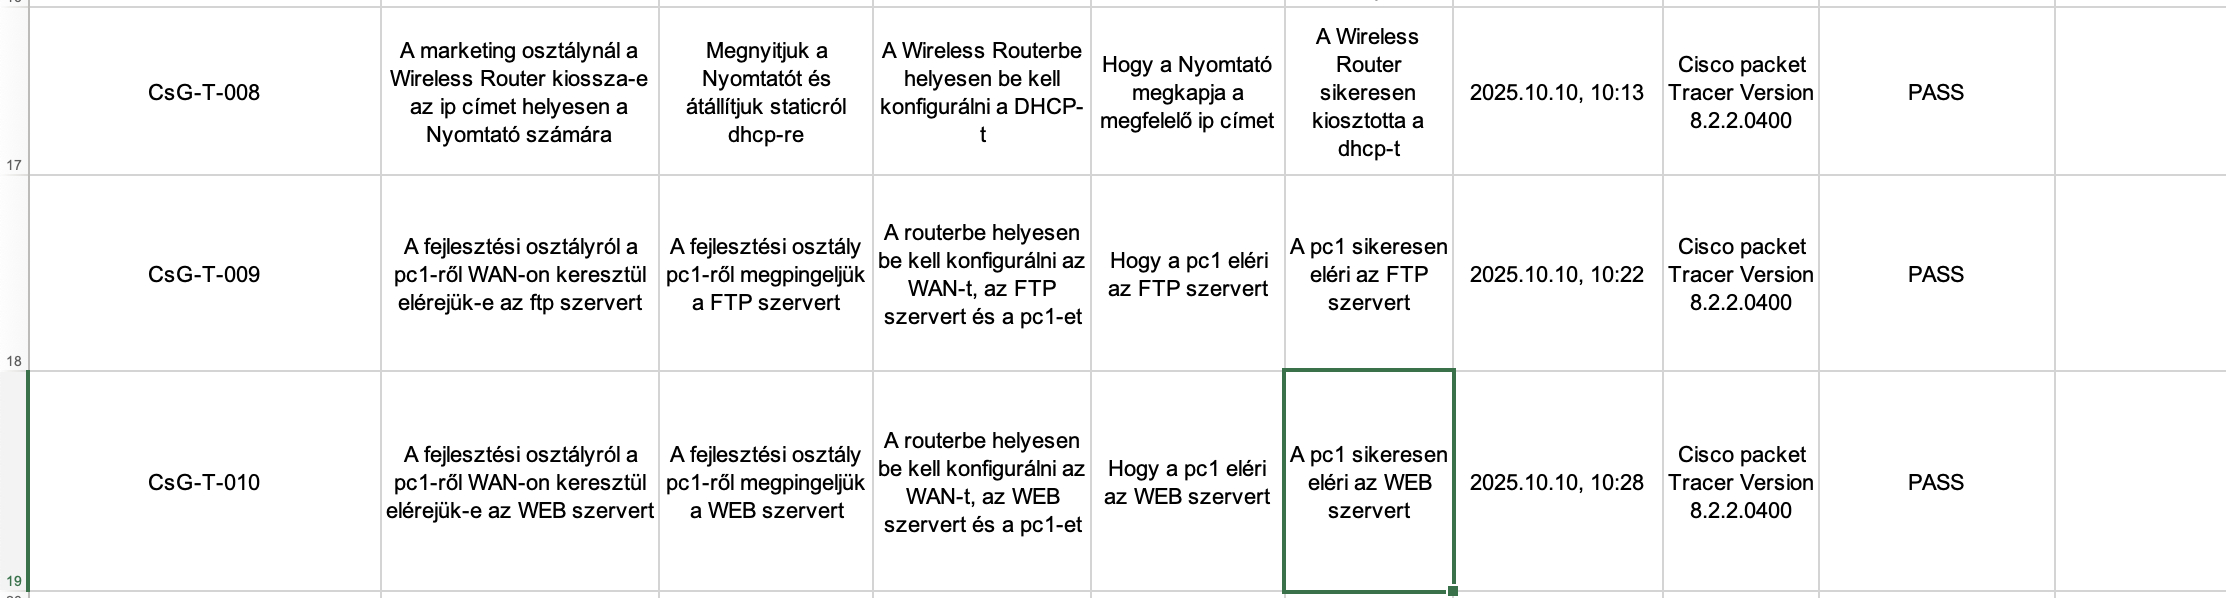 CsG-T-008
A marketing osztálynál a
Wireless Router kiossza-e
az ip címet helyesen a
Nyomtató számára
Megnyitjuk a
Nyomtatót és
átállítjuk staticról
dhcp-re
A Wireless Routerbe
helyesen be kell
konfigurálni a DHCP-
t
Hogy a Nyomtató
megkapja a
megfelelő ip címet
A Wireless
Router
sikeresen
kiosztotta a
dhcp-t
2025.10.10, 10:13
Cisco packet
Tracer Version
8.2.2.0400
PASS
17
CsG-T-009
A fejlesztési osztályról a
pc1-ről WAN-on keresztül
elérejük-e az ftp szervert
A fejlesztési osztály
pc1-ről megpingeljük
a FTP szervert
A routerbe helyesen
be kell konfigurálni az
WAN-t, az FTP
szervert és a pc1-et
Hogy a pc1 eléri
az FTP szervert
A pc1 sikeresen
eléri az FTP
szervert
2025.10.10, 10:22
Cisco packet
Tracer Version
8.2.2.0400
PASS
18
CsG-T-010
A fejlesztési osztályról a
pc1-ről WAN-on keresztül
elérejük-e az WEB szervert
A fejlesztési osztály
pc1-ről megpingeljük
a WEB szervert
A routerbe helyesen
be kell konfigurálni az
WAN-t, az WEB
szervert és a pc1-et
Hogy a pc1 eléri
az WEB szervert
A pc1 sikeresen
eléri az WEB
szervert
2025.10.10, 10:28
Cisco packet
Tracer Version
8.2.2.0400
PASS
19